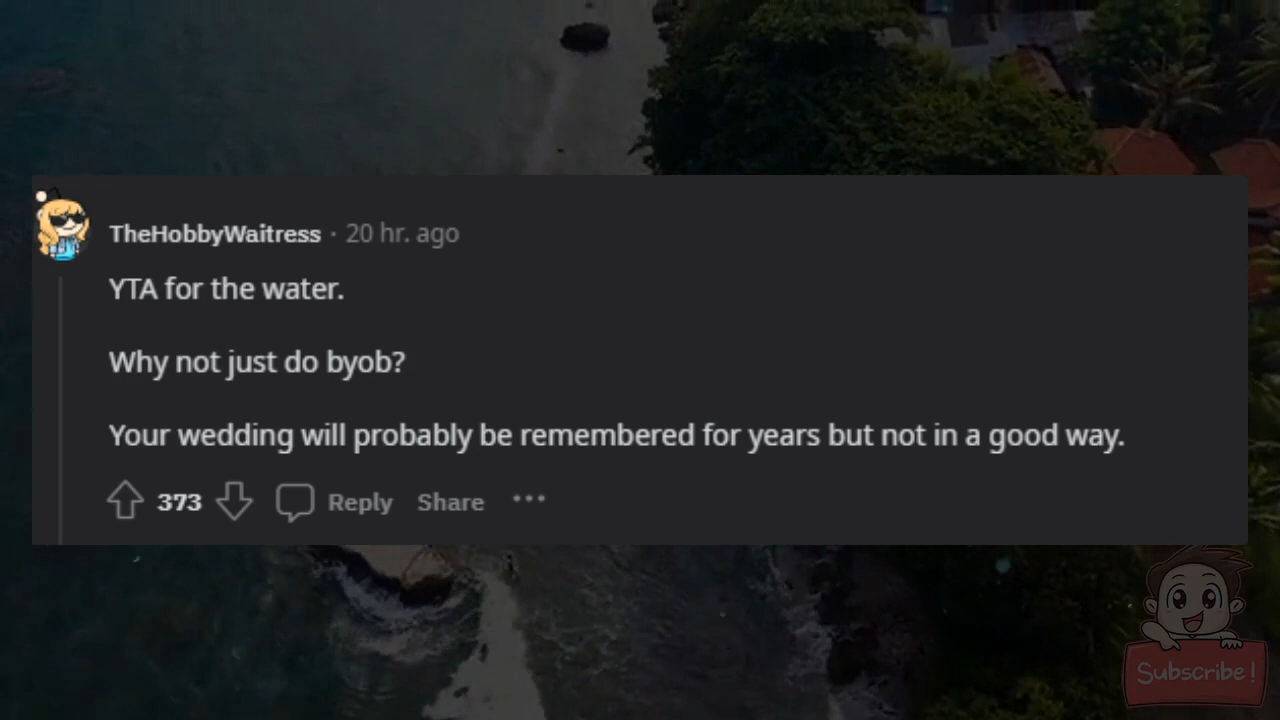 TheHobbyWaitress · 20 hr. ago
YTA for the water.
Why not just do byob?
Your wedding will probably be remembered for years but not in a good way.
373 Reply Share ···
Subscribe!